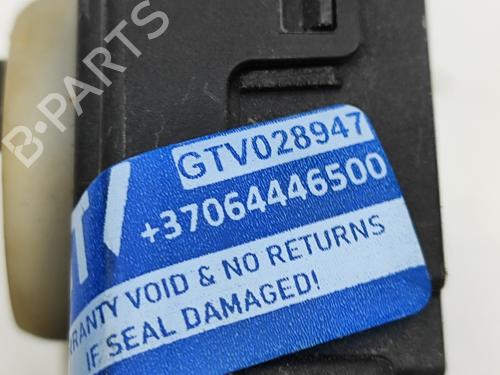 B-PARTS
GTV028947
+37064446500
RANTY VOID & NO RETURNS
IF SEAL DAMAGED!